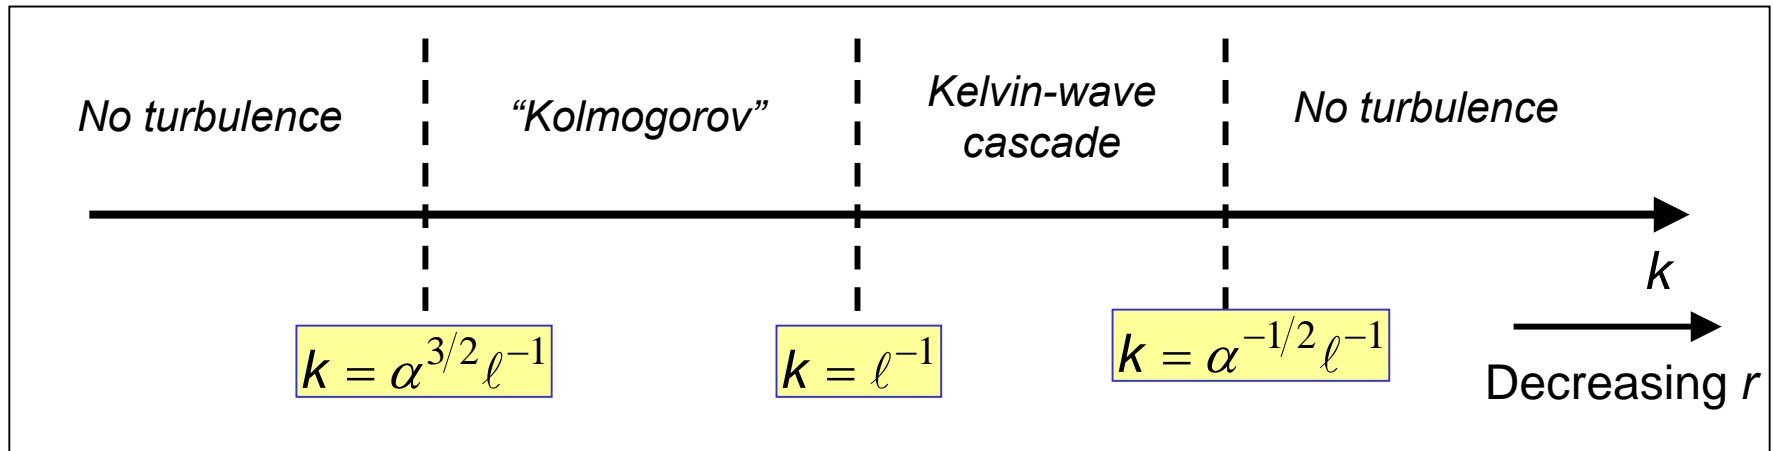 No turbulence
“Kolmogorov”
Kelvin-wave
cascade
No turbulence
k
k = α^{3/2} ℓ^{−1}
k = ℓ^{−1}
k = α^{−1/2} ℓ^{−1}
Decreasing r